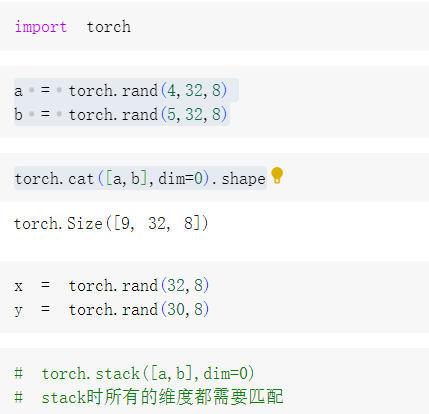 import torch
a = torch.rand(4,32,8)
b = torch.rand(5,32,8)
torch.cat([a,b],dim=0).shape
torch.Size([9, 32, 8])
x = torch.rand(32,8)
y = torch.rand(30,8)
# torch.stack([a,b],dim=0)
# stack时所有的维度都需要匹配